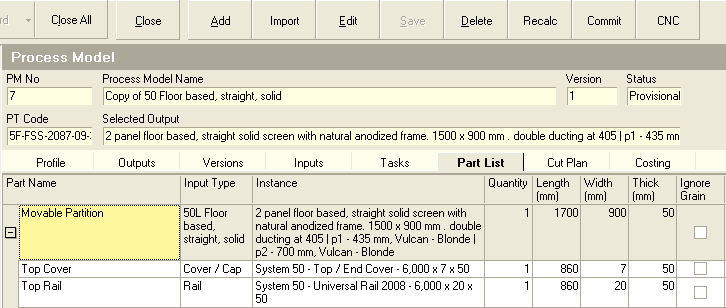 Close All Close Add Import Edit Save Delete Recalc Commit CNC
Process Model
PM No Process Model Name Version Status
7 Copy of 50 Floor based, straight, solid 1 Provisional
PT Code Selected Output
5F-FSS-2087-09-: 2 panel floor based, straight solid screen with natural anodized frame. 1500 x 900 mm . double ducting at 405 | p1 - 435 mm
Profile Outputs Versions Inputs Tasks Part List Cut Plan Costing
Part Name Input Type Instance Quantity Length (mm) Width (mm) Thick (mm) Ignore Grain
Movable Partition 50L Floor based, straight, solid 2 panel floor based, straight solid screen with natural anodized frame. 1500 x 900 mm . double ducting at 405 | p1 - 435 mm, Vulcan - Blonde | p2 - 700 mm, Vulcan - Blonde 1 1700 900 50
Top Cover Cover / Cap System 50 - Top / End Cover - 6,000 x 7 x 50 1 860 7 50
Top Rail Rail System 50 - Universal Rail 2008 - 6,000 x 20 x 50 1 860 20 50